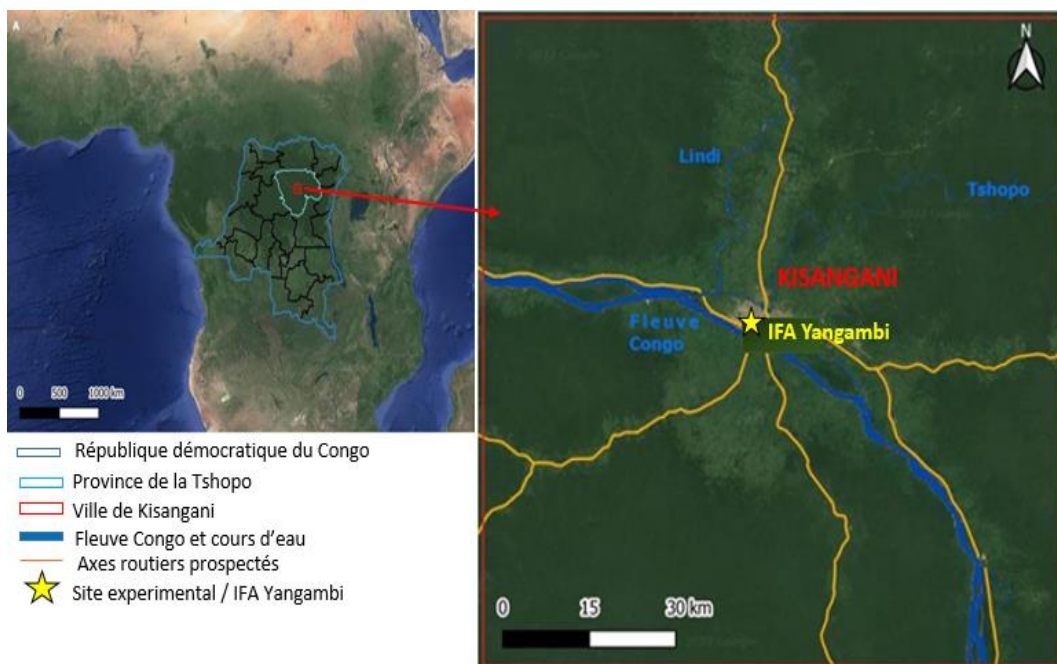 A
0 500 1000 km
République démocratique du Congo
Province de la Tshopo
Ville de Kisangani
Fleuve Congo et cours d'eau
Axes routiers prospectés
Site experimental / IFA Yangambi
N
Lindi
Tshopo
KISANGANI
IFA Yangambi
Fleuve
Congo
0 15 30 km